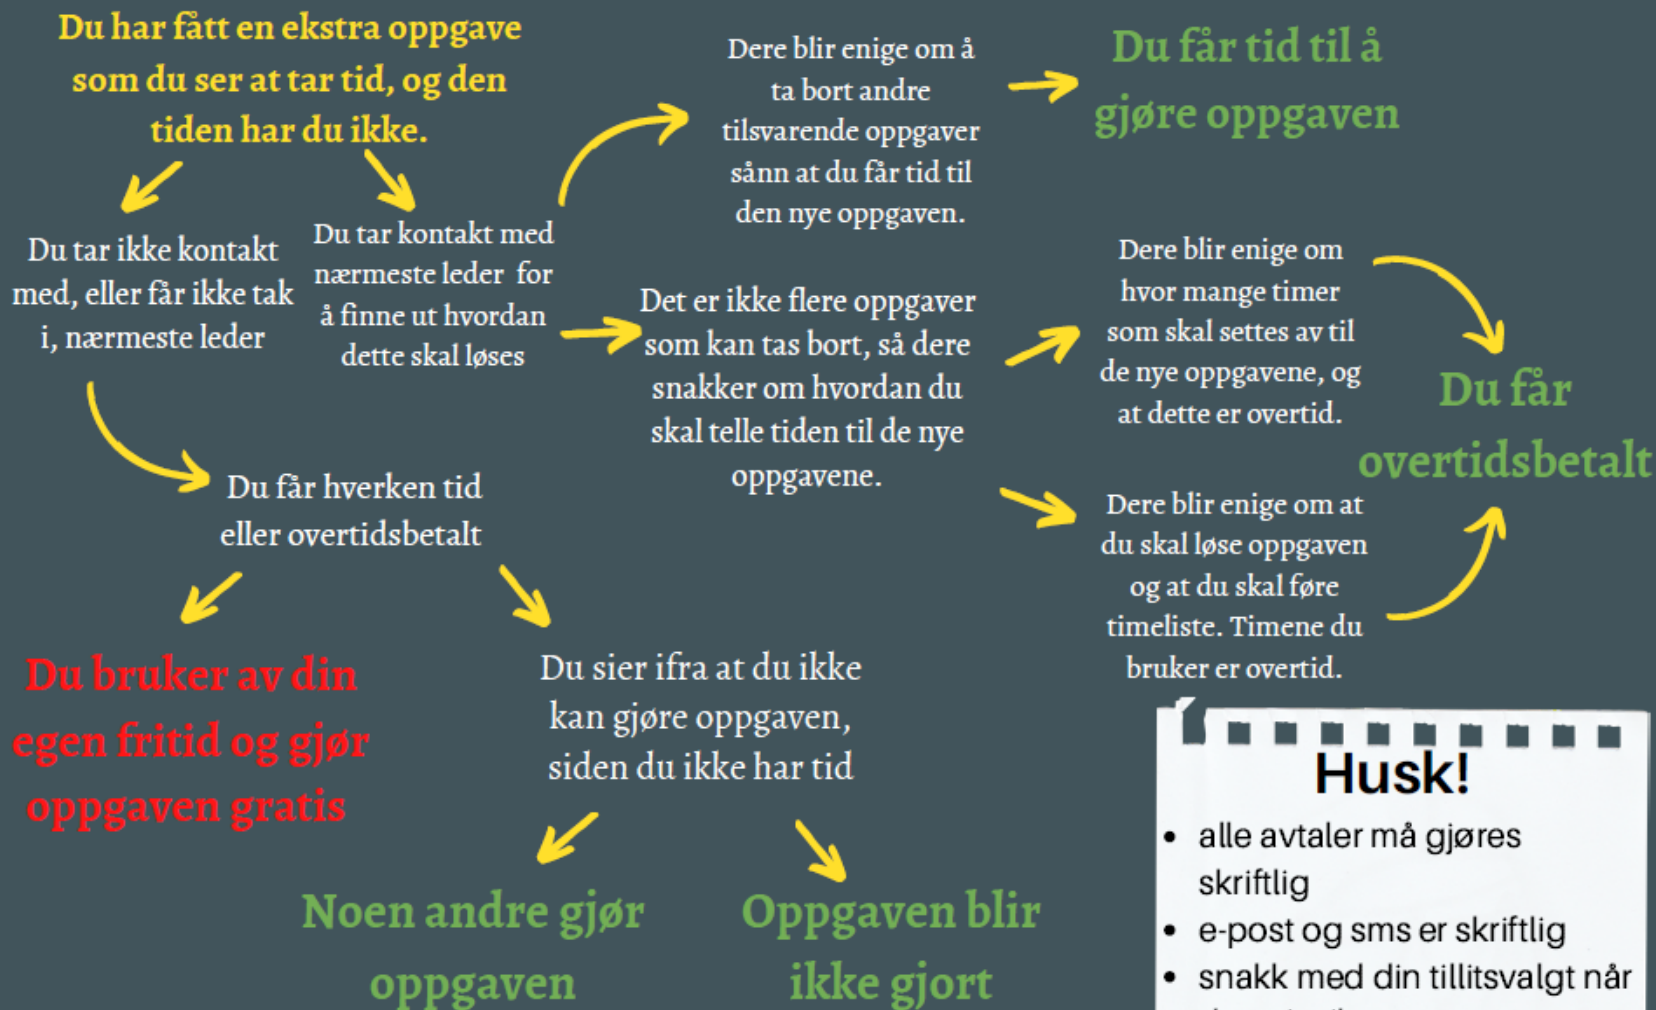 Du har fått en ekstra oppgave
som du ser at tar tid, og den
tiden har du ikke.
Du tar ikke kontakt
med, eller får ikke tak
i, nærmeste leder
Du tar kontakt med
nærmeste leder for
å finne ut hvordan
dette skal løses
Dere blir enige om å
ta bort andre
tilsvarende oppgaver
sånn at du får tid til
den nye oppgaven.
Du får tid til å
gjøre oppgaven
Det er ikke flere oppgaver
som kan tas bort, så dere
snakker om hvordan du
skal telle tiden til de nye
oppgavene.
Dere blir enige om
hvor mange timer
som skal settes av til
de nye oppgavene, og
at dette er overtid.
Du får
overtidsbetalt
Dere blir enige om at
du skal løse oppgaven
og at du skal føre
timeliste. Timene du
bruker er overtid.
Du får hverken tid
eller overtidsbetalt
Du bruker av din
egen fritid og gjør
oppgaven gratis
Du sier ifra at du ikke
kan gjøre oppgaven,
siden du ikke har tid
Noen andre gjør
oppgaven
Oppgaven blir
ikke gjort
Husk!
• alle avtaler må gjøres
skriftlig
• e-post og sms er skriftlig
• snakk med din tillitsvalgt når